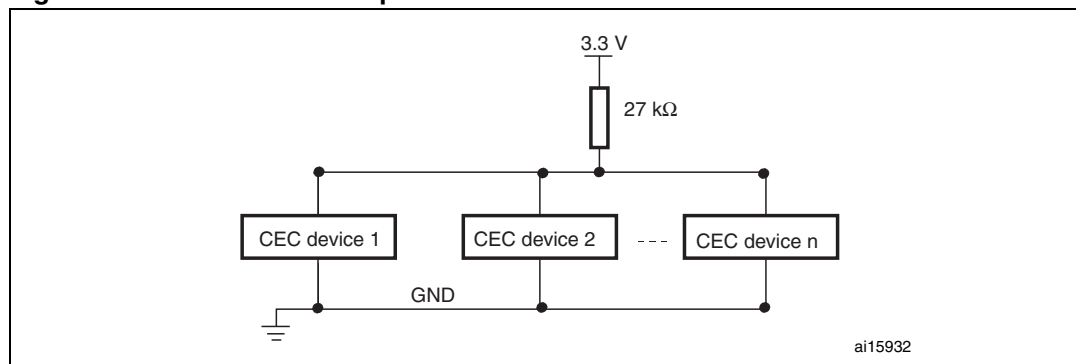 3.3 V
27 kΩ
CEC device 1
CEC device 2
CEC device n
GND
ai15932